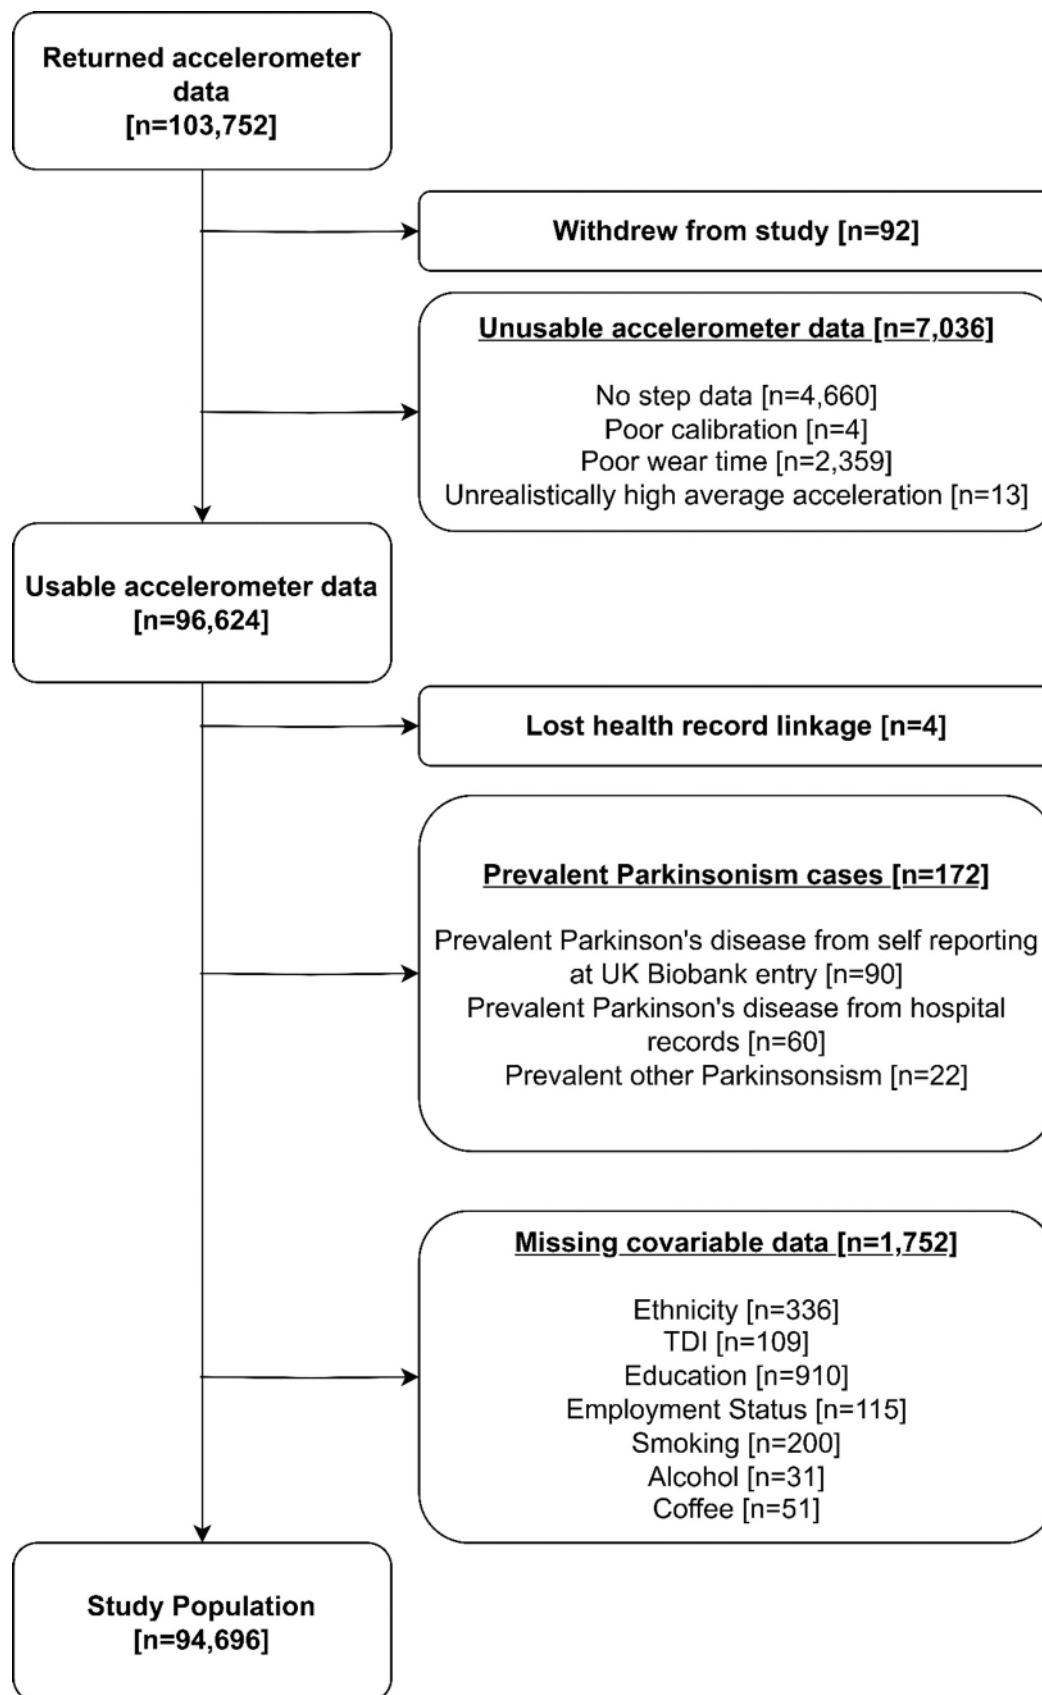 Returned accelerometer
data
[n=103,752]
Withdrew from study [n=92]
Unusable accelerometer data [n=7,036]
No step data [n=4,660]
Poor calibration [n=4]
Poor wear time [n=2,359]
Unrealistically high average acceleration [n=13]
Usable accelerometer data
[n=96,624]
Lost health record linkage [n=4]
Prevalent Parkinsonism cases [n=172]
Prevalent Parkinson's disease from self reporting
at UK Biobank entry [n=90]
Prevalent Parkinson's disease from hospital
records [n=60]
Prevalent other Parkinsonsism [n=22]
Missing covariable data [n=1,752]
Ethnicity [n=336]
TDI [n=109]
Education [n=910]
Employment Status [n=115]
Smoking [n=200]
Alcohol [n=31]
Coffee [n=51]
Study Population
[n=94,696]